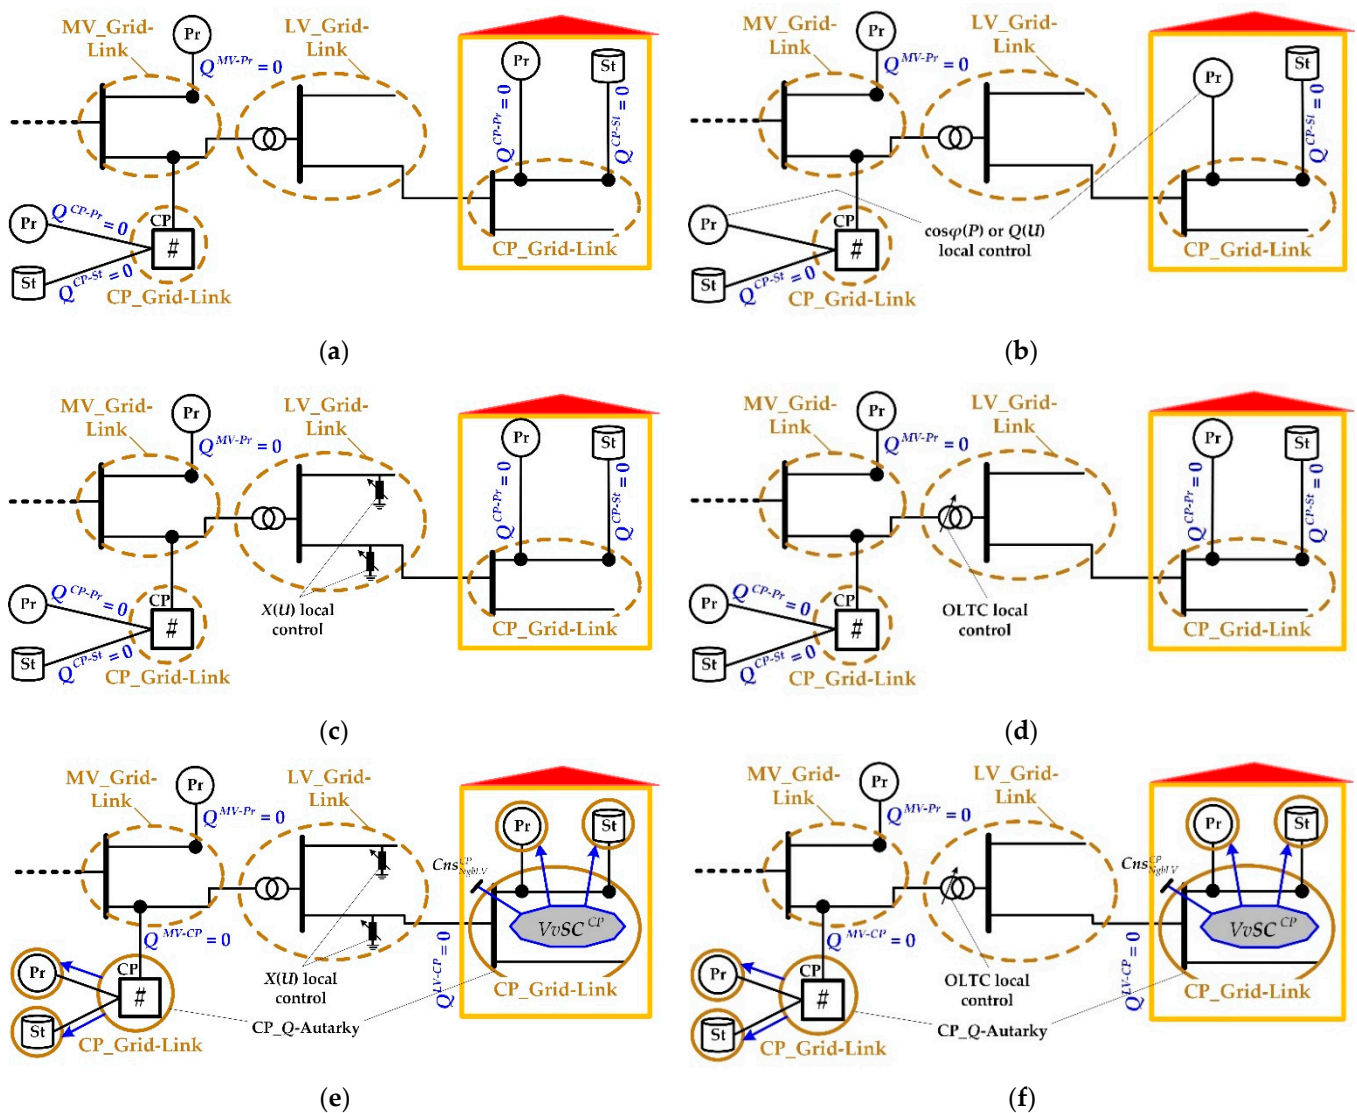 MV_Grid-
Link
LV_Grid-
Link
Pr
Q^MV-Pr = 0
Pr
St
Q^CP-Pr = 0
Q^CP-St = 0
CP_Grid-Link
Pr
Q^CP-Pr = 0
CP
#
St
Q^CP-St = 0
CP_Grid-Link
(a)
MV_Grid-
Link
LV_Grid-
Link
Pr
Q^MV-Pr = 0
Pr
St
Q^CP-St = 0
CP_Grid-Link
Pr
CP
#
cosφ(P) or Q(U)
local control
St
Q^CP-St = 0
CP_Grid-Link
(b)
MV_Grid-
Link
LV_Grid-
Link
Pr
Q^MV-Pr = 0
Pr
St
Q^CP-Pr = 0
Q^CP-St = 0
CP_Grid-Link
Pr
Q^CP-Pr = 0
CP
#
X(U) local
control
St
Q^CP-St = 0
CP_Grid-Link
(c)
MV_Grid-
Link
LV_Grid-
Link
Pr
Q^MV-Pr = 0
Pr
St
Q^CP-Pr = 0
Q^CP-St = 0
CP_Grid-Link
Pr
Q^CP-Pr = 0
CP
#
OLTC local
control
St
Q^CP-St = 0
CP_Grid-Link
(d)
MV_Grid-
Link
LV_Grid-
Link
Pr
Q^MV-Pr = 0
Pr
St
Cns^CP_NgbLV
VvSC^CP
Q^MV-CP = 0
Q^LV-CP = 0
CP_Grid-Link
Pr
CP
#
X(U) local
control
St
CP_Q-Autarky
CP_Grid-Link
(e)
MV_Grid-
Link
LV_Grid-
Link
Pr
Q^MV-Pr = 0
Pr
St
Cns^CP_NgbLV
VvSC^CP
Q^MV-CP = 0
Q^LV-CP = 0
CP_Grid-Link
Pr
CP
#
OLTC local
control
St
CP_Q-Autarky
CP_Grid-Link
(f)